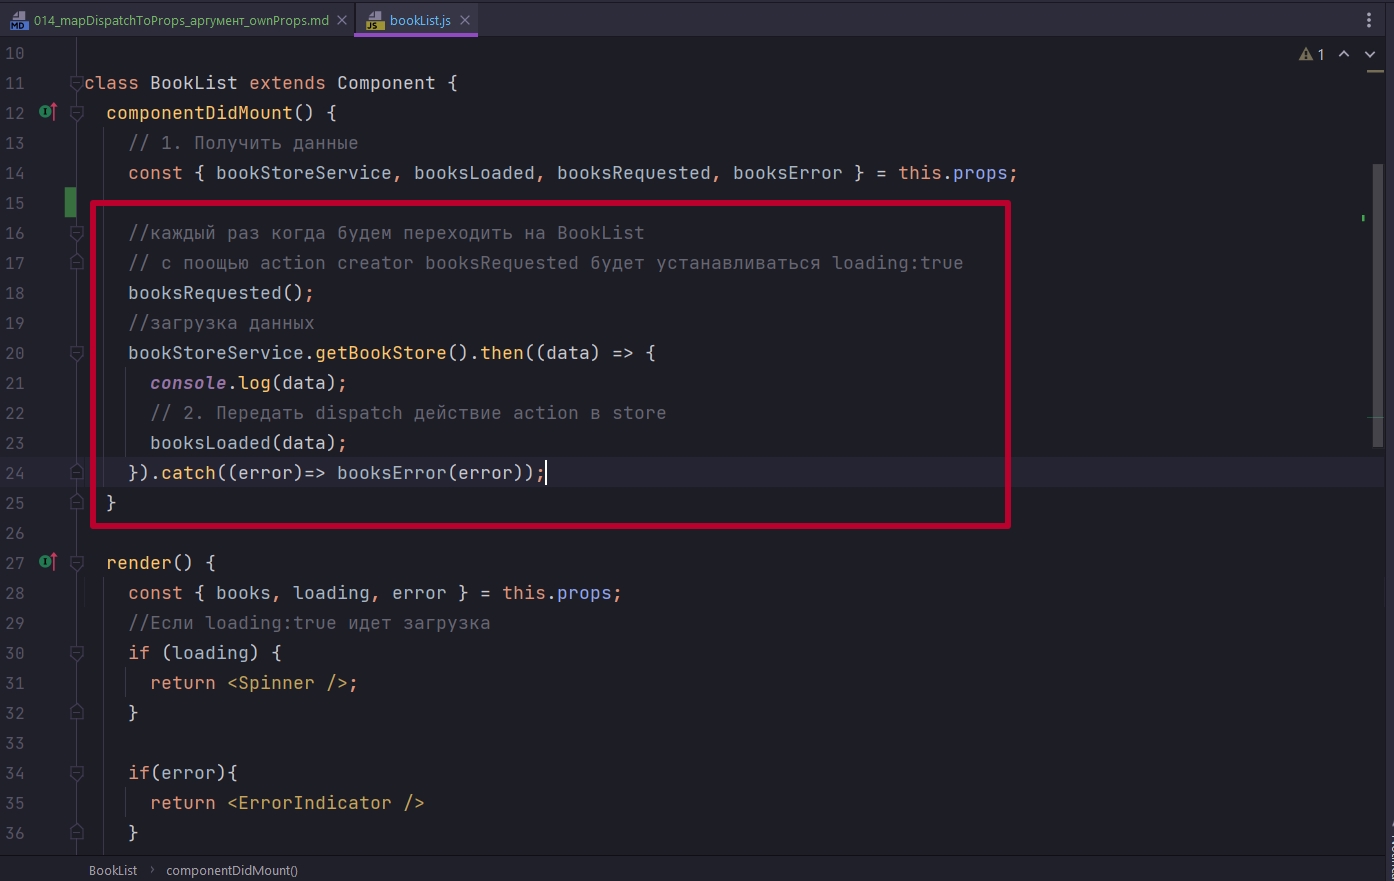 014_mapDispatchToProps_аргумент_ownProps.md
bookList.js
1
10
11 class BookList extends Component {
12 componentDidMount() {
13 // 1. Получить данные
14 const { bookStoreService, booksLoaded, booksRequested, booksError } = this.props;
15
16 //каждый раз когда будем переходить на BookList
17 // с поощью action creator booksRequested будет устанавливаться loading:true
18 booksRequested();
19 //загрузка данных
20 bookStoreService.getBookStore().then((data) => {
21 console.log(data);
22 // 2. Передать dispatch действие action в store
23 booksLoaded(data);
24 }).catch((error)=> booksError(error));
25 }
26
27 render() {
28 const { books, loading, error } = this.props;
29 //Если loading:true идет загрузка
30 if (loading) {
31 return <Spinner />;
32 }
33
34 if(error){
35 return <ErrorIndicator />
36 }
BookList › componentDidMount()